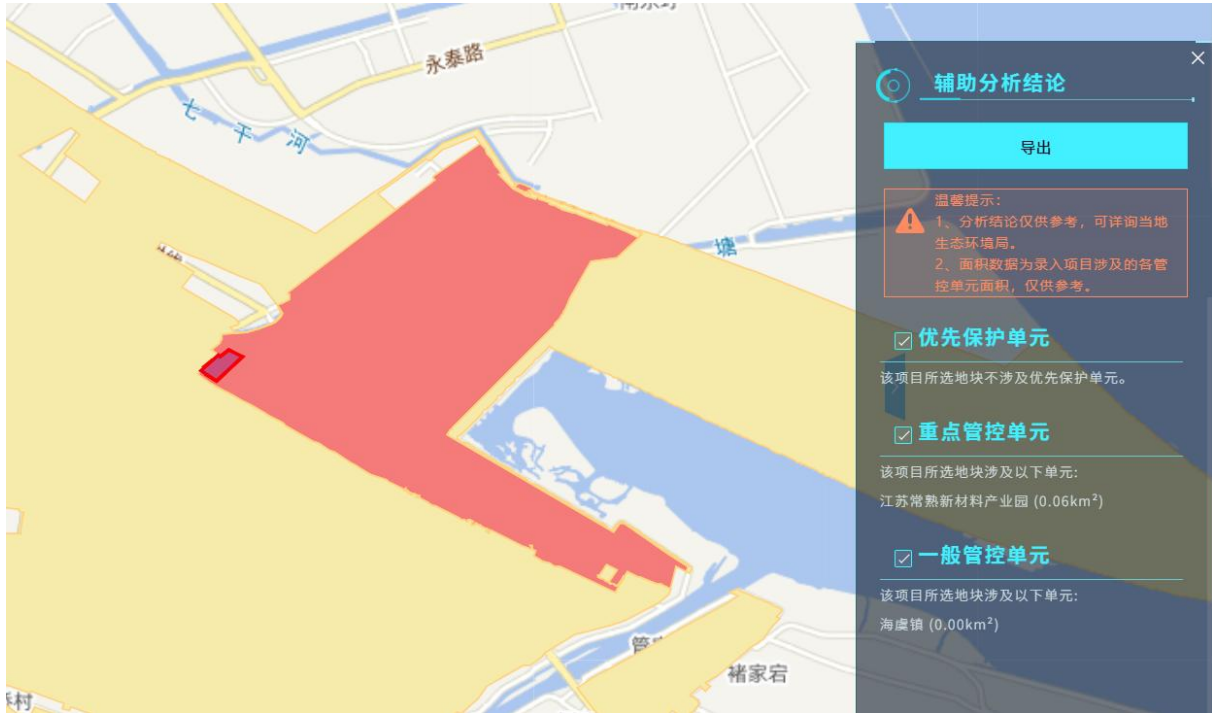 永泰路
七干河
塘
褚家宕
辅助分析结论
导出
温馨提示：
1、分析结论仅供参考，可详询当地
生态环境局。
2、面积数据为录入项目涉及的各管
控单元面积，仅供参考。
优先保护单元
该项目所选地块不涉及优先保护单元。
重点管控单元
该项目所选地块涉及以下单元:
江苏常熟新材料产业园 (0.06km²)
一般管控单元
该项目所选地块涉及以下单元:
海虞镇 (0.00km²)